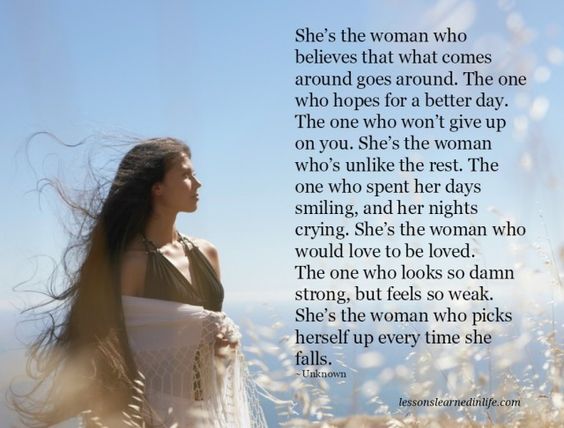 She's the woman who
believes that what comes
around goes around. The one
who hopes for a better day.
The one who won't give up
on you. She's the woman
who's unlike the rest. The
one who spent her days
smiling, and her nights
crying. She's the woman who
would love to be loved.
The one who looks so damn
strong, but feels so weak.
She's the woman who picks
herself up every time she
falls.
~Unknown
lessonslearnedinlife.com